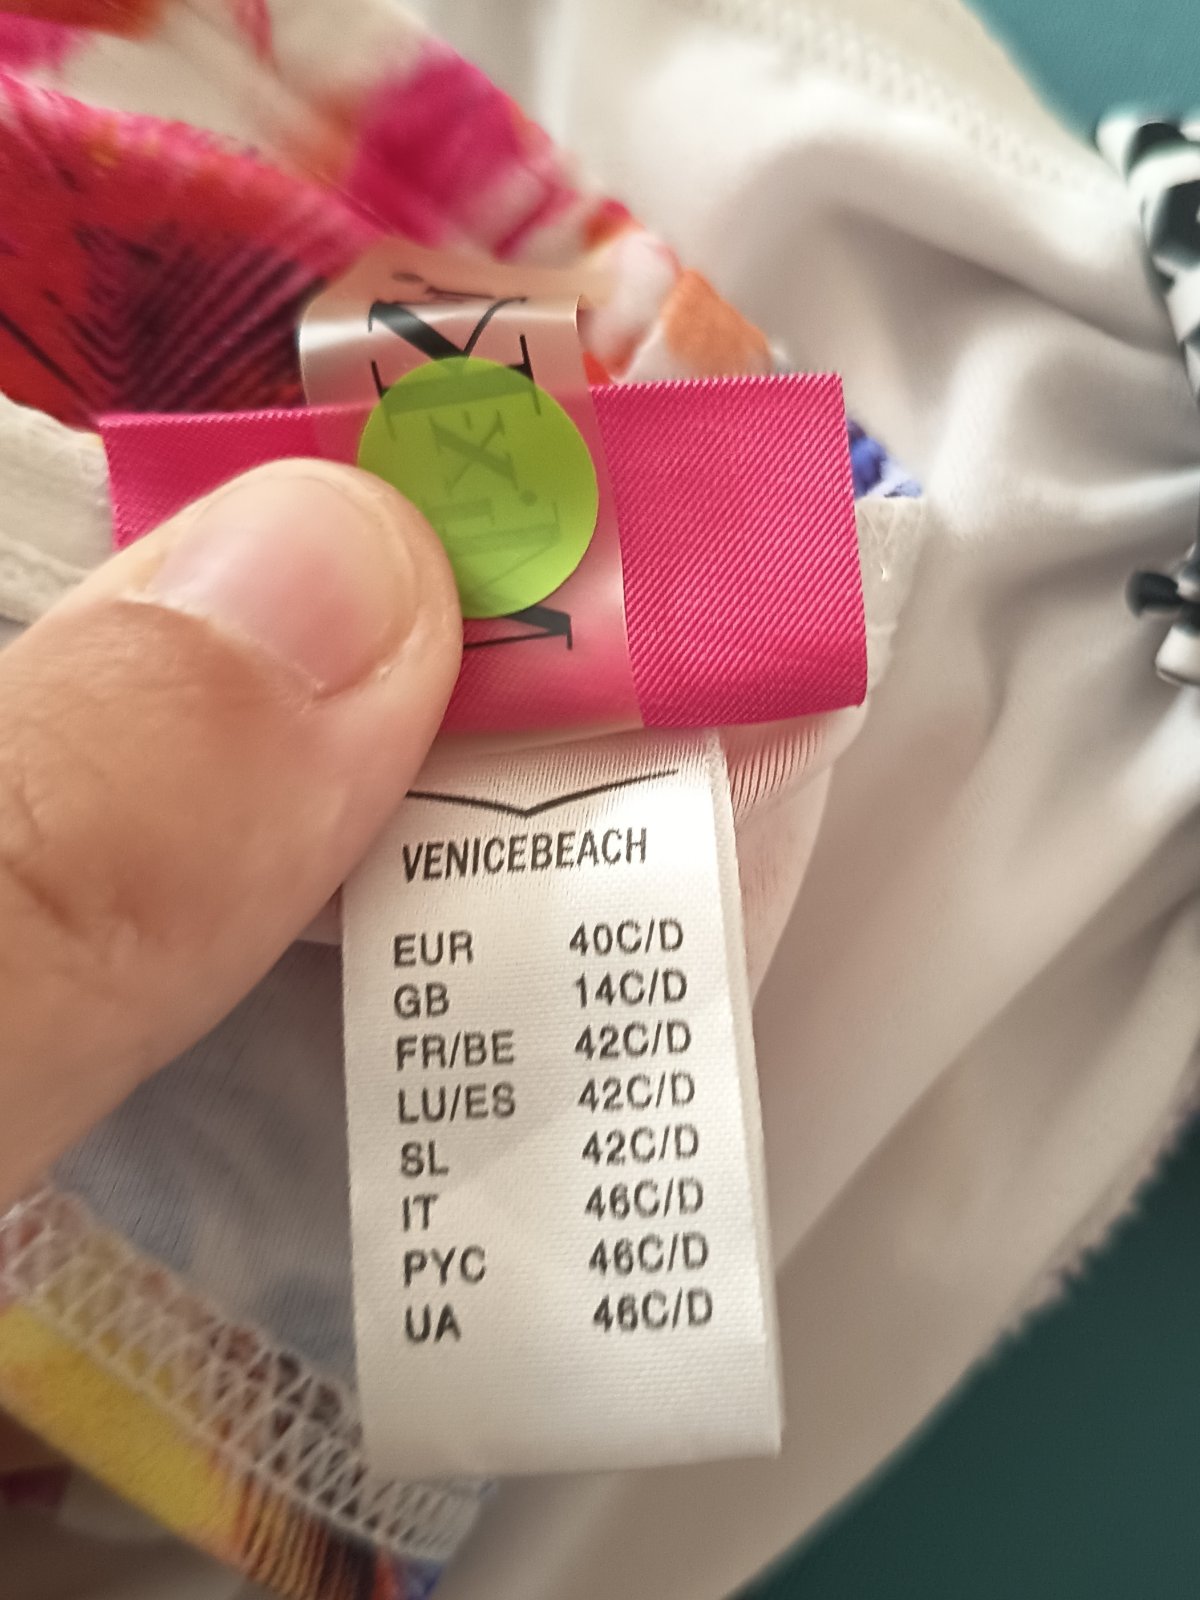 VENICEBEACH
EUR 40C/D
GB 14C/D
FR/BE 42C/D
LU/ES 42C/D
SL 42C/D
IT 46C/D
PYC 46C/D
UA 46C/D